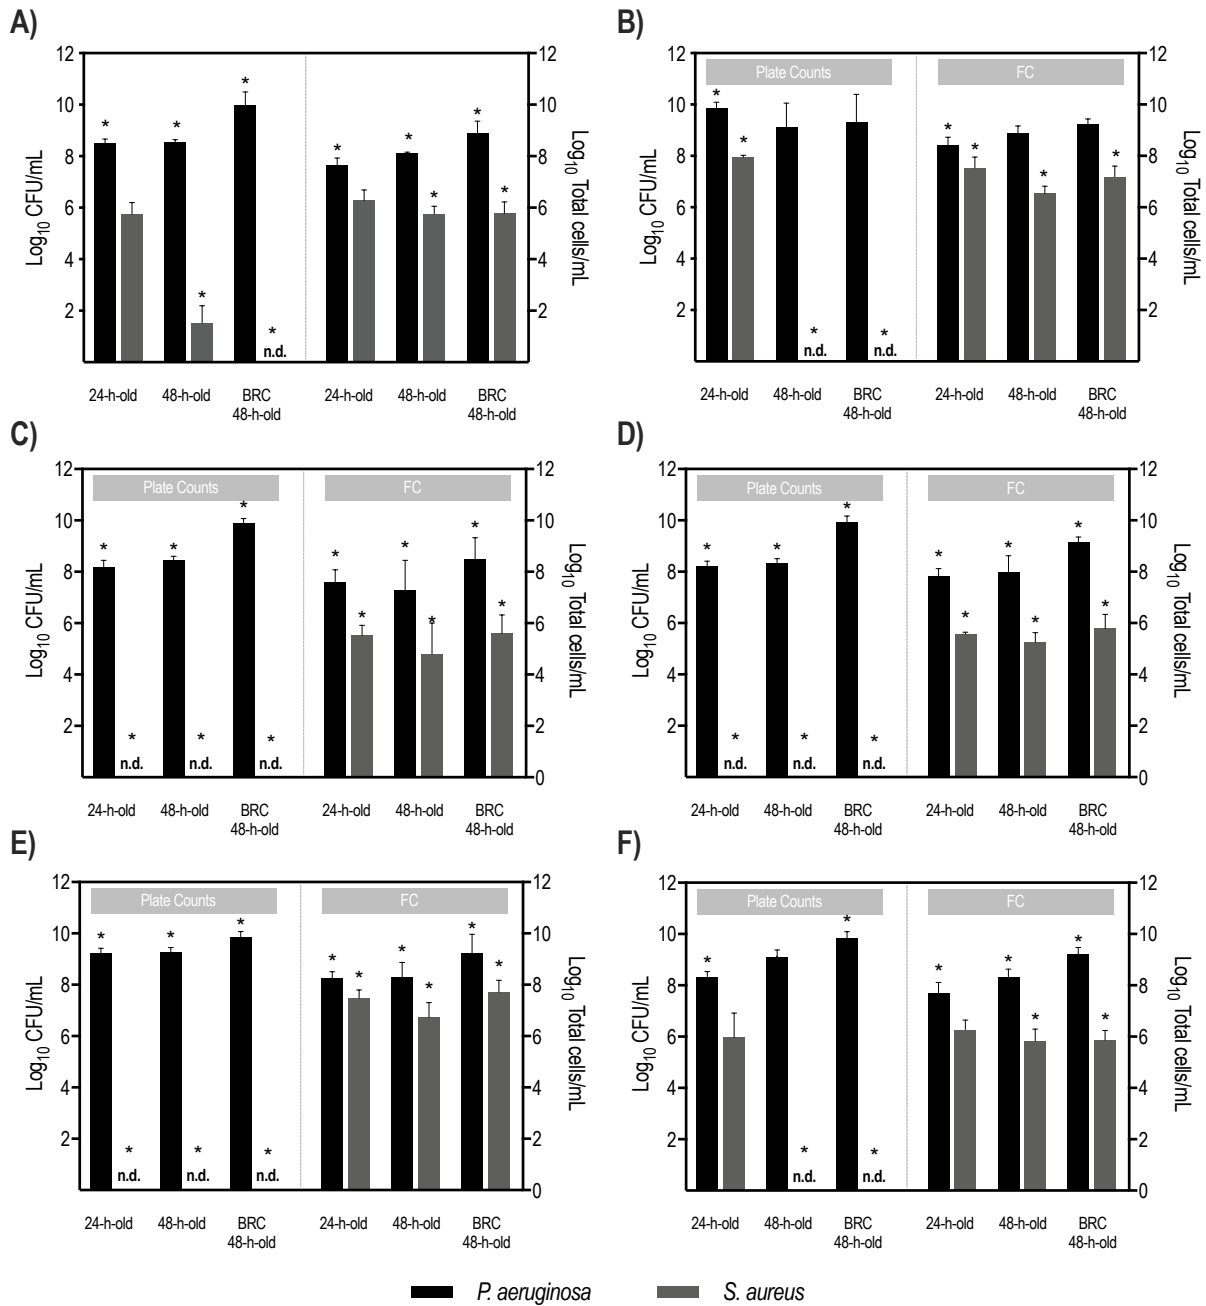 A)
12
10
8
6
4
2
Log10 CFU/mL
* * * * * n.d. * * * * *
12
10
8
6
4
2
Log10 Total cells/mL
24-h-old 48-h-old BRC 48-h-old 24-h-old 48-h-old BRC 48-h-old
B)
Plate Counts FC
12
10
8
6
4
2
Log10 CFU/mL
* * * n.d. * n.d. * * * *
12
10
8
6
4
2
Log10 Total cells/mL
24-h-old 48-h-old BRC 48-h-old 24-h-old 48-h-old BRC 48-h-old
C)
Plate Counts FC
12
10
8
6
4
2
Log10 CFU/mL
* * n.d. * * n.d. * * n.d. * * * * * *
12
10
8
6
4
2
0
Log10 Total cells/mL
24-h-old 48-h-old BRC 48-h-old 24-h-old 48-h-old BRC 48-h-old
D)
Plate Counts FC
12
10
8
6
4
2
Log10 CFU/mL
* * n.d. * * n.d. * * n.d. * * * * * *
12
10
8
6
4
2
0
Log10 Total cells/mL
24-h-old 48-h-old BRC 48-h-old 24-h-old 48-h-old BRC 48-h-old
E)
Plate Counts FC
12
10
8
6
4
2
Log10 CFU/mL
* * n.d. * * n.d. * * n.d. * * * * * *
12
10
8
6
4
2
0
Log10 Total cells/mL
24-h-old 48-h-old BRC 48-h-old 24-h-old 48-h-old BRC 48-h-old
F)
Plate Counts FC
12
10
8
6
4
2
Log10 CFU/mL
* * n.d. * * n.d. * * * * *
12
10
8
6
4
2
0
Log10 Total cells/mL
24-h-old 48-h-old BRC 48-h-old 24-h-old 48-h-old BRC 48-h-old
P. aeruginosa S. aureus